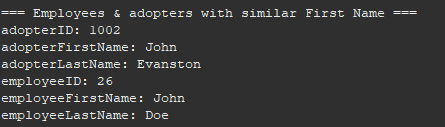 === Employees & adopters with similar First Name ===
adopterID: 1002
adopterFirstName: John
adopterLastName: Evanston
employeeID: 26
employeeFirstName: John
employeeLastName: Doe